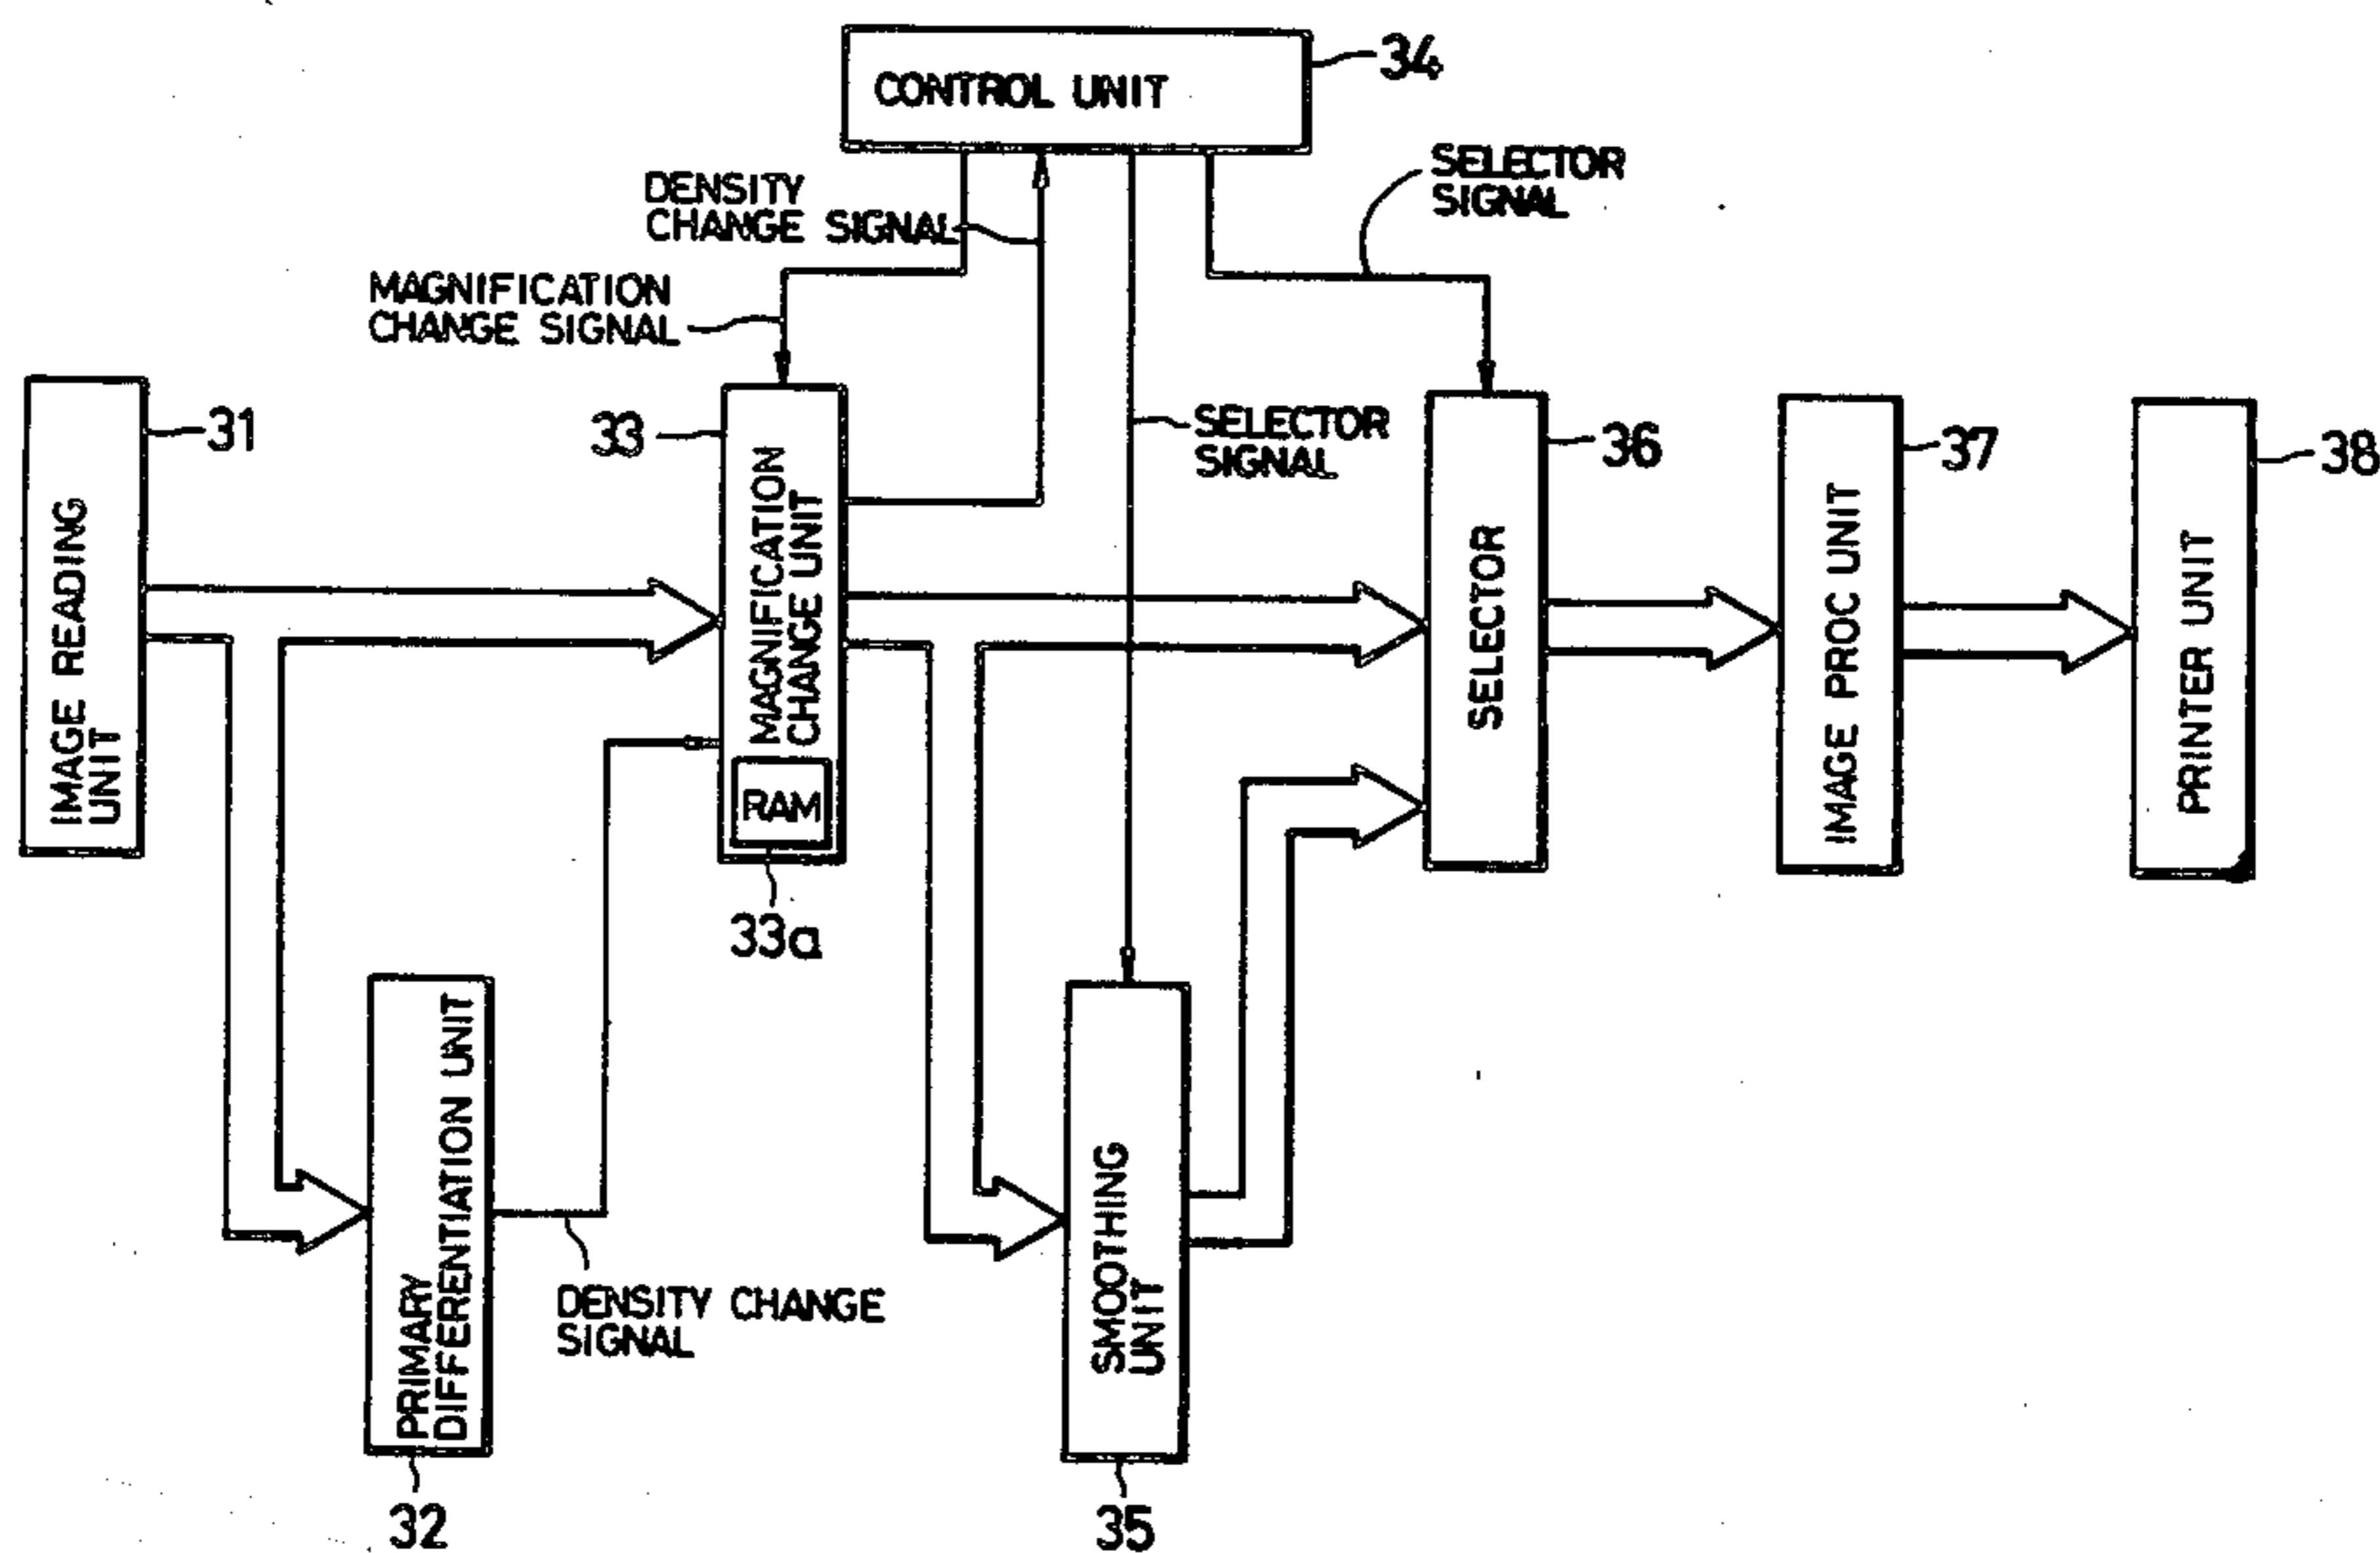 CONTROL UNIT
34
DENSITY
CHANGE SIGNAL
SELECTOR
SIGNAL
MAGNIFICATION
CHANGE SIGNAL
31
33
SELECTOR
SIGNAL
36
37
38
IMAGE READING
UNIT
MAGNIFICATION
CHANGE UNIT
RAM
33a
SELECTOR
IMAGE PROC UNIT
PRINTER UNIT
PRIMARY
DIFFERENTIATION UNIT
DENSITY CHANGE
SIGNAL
SMOOTHING
UNIT
32
35